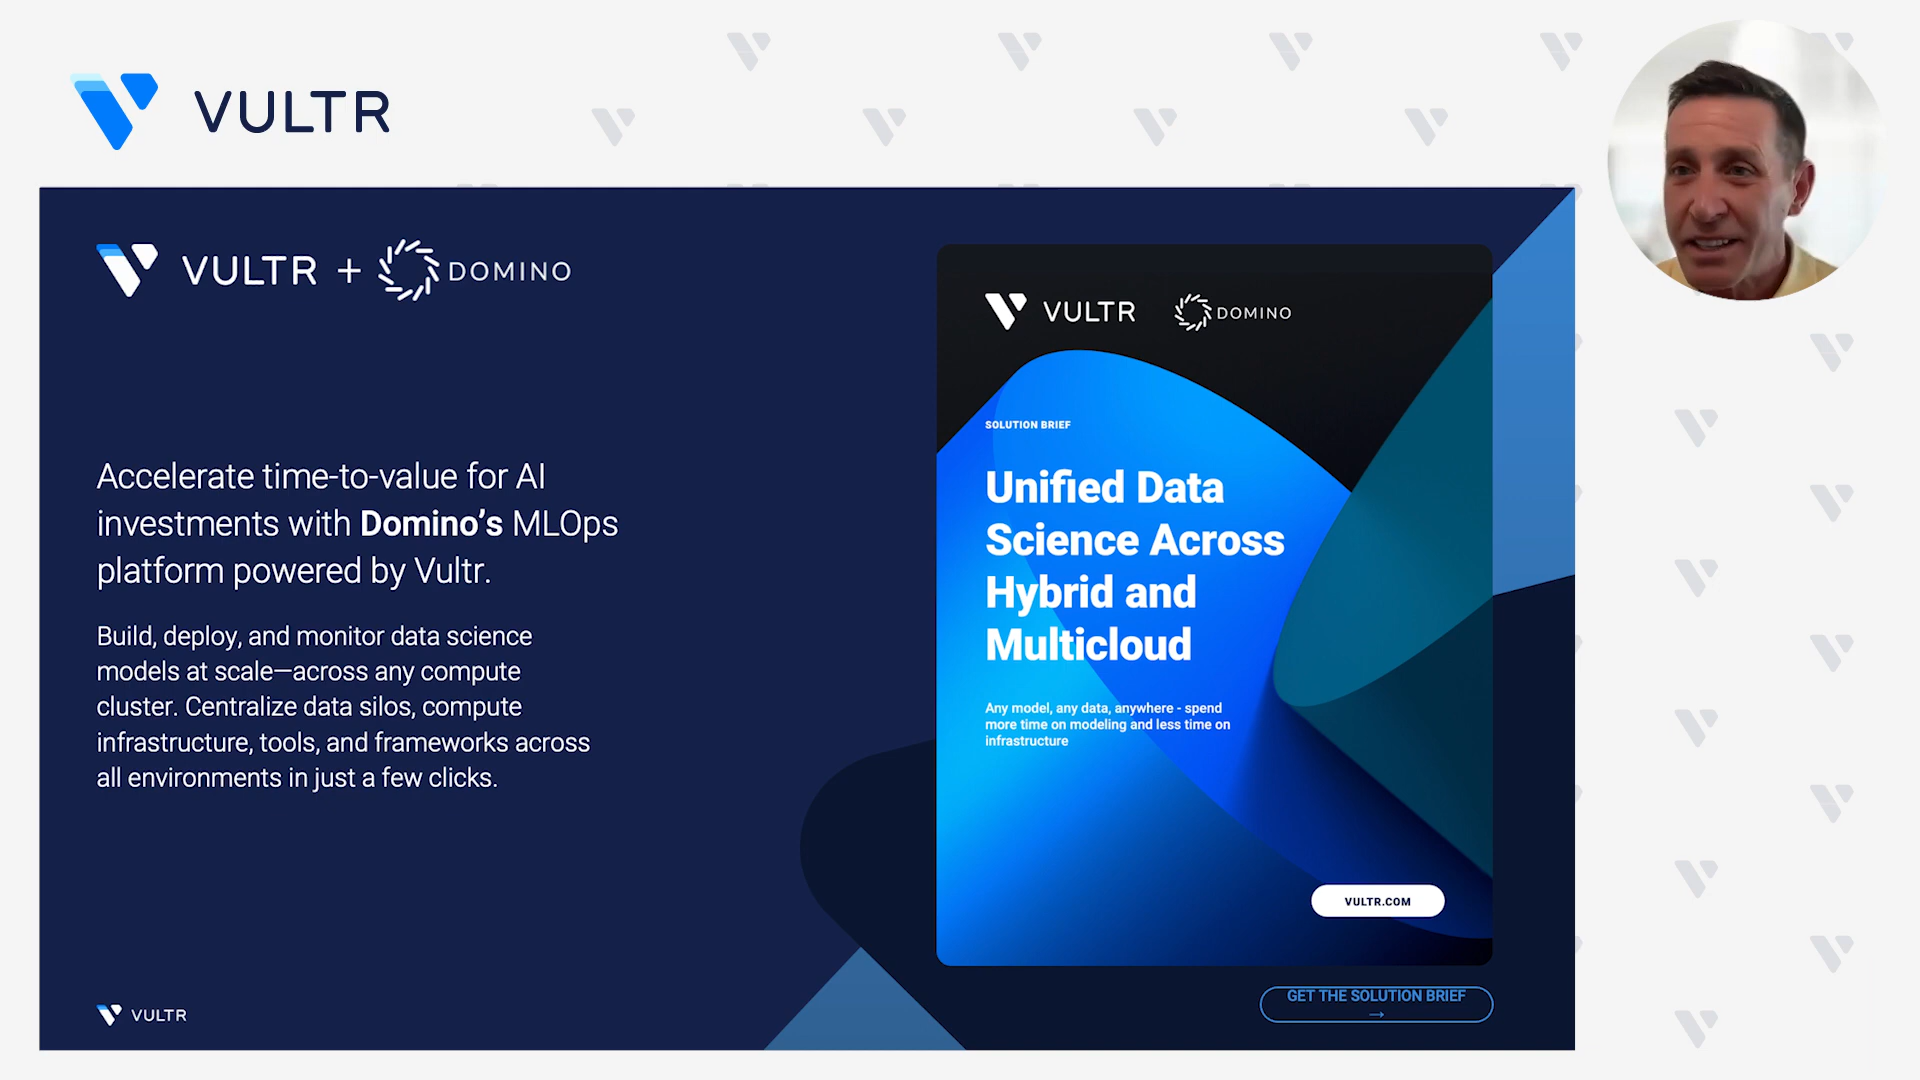 VULTR
VULTR + DOMINO
Accelerate time-to-value for AI
investments with Domino’s MLOps
platform powered by Vultr.
Build, deploy, and monitor data science
models at scale—across any compute
cluster. Centralize data silos, compute
infrastructure, tools, and frameworks across
all environments in just a few clicks.
VULTR
VULTR DOMINO
SOLUTION BRIEF
Unified Data
Science Across
Hybrid and
Multicloud
Any model, any data, anywhere - spend
more time on modeling and less time on
infrastructure
VULTR.COM
GET THE SOLUTION BRIEF
→